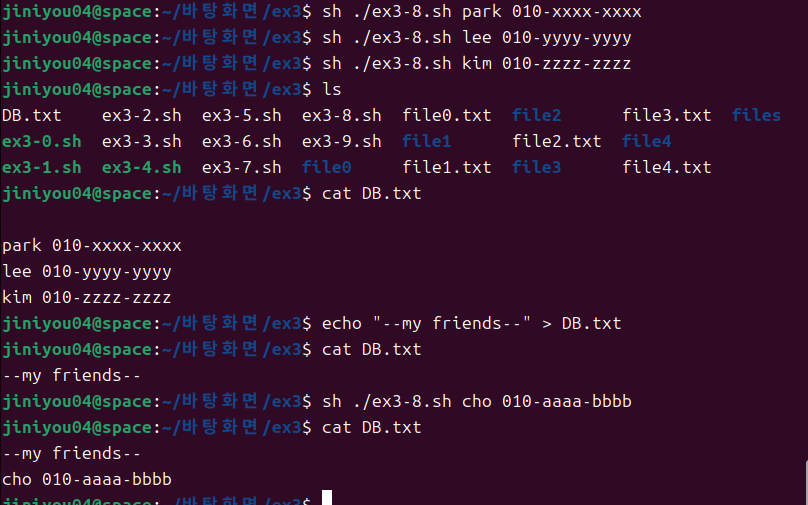 jiniyou04@space:~/바탕화면/ex3$ sh ./ex3-8.sh park 010-xxxx-xxxx
jiniyou04@space:~/바탕화면/ex3$ sh ./ex3-8.sh lee 010-yyyy-yyyy
jiniyou04@space:~/바탕화면/ex3$ sh ./ex3-8.sh kim 010-zzzz-zzzz
jiniyou04@space:~/바탕화면/ex3$ ls
DB.txt ex3-2.sh ex3-5.sh ex3-8.sh file0.txt file2 file3.txt files
ex3-0.sh ex3-3.sh ex3-6.sh ex3-9.sh file1 file2.txt file4
ex3-1.sh ex3-4.sh ex3-7.sh file0 file1.txt file3 file4.txt
jiniyou04@space:~/바탕화면/ex3$ cat DB.txt
park 010-xxxx-xxxx
lee 010-yyyy-yyyy
kim 010-zzzz-zzzz
jiniyou04@space:~/바탕화면/ex3$ echo "--my friends--" > DB.txt
jiniyou04@space:~/바탕화면/ex3$ cat DB.txt
--my friends--
jiniyou04@space:~/바탕화면/ex3$ sh ./ex3-8.sh cho 010-aaaa-bbbb
jiniyou04@space:~/바탕화면/ex3$ cat DB.txt
--my friends--
cho 010-aaaa-bbbb
jiniyou04@space:~/바탕화면/ex3$